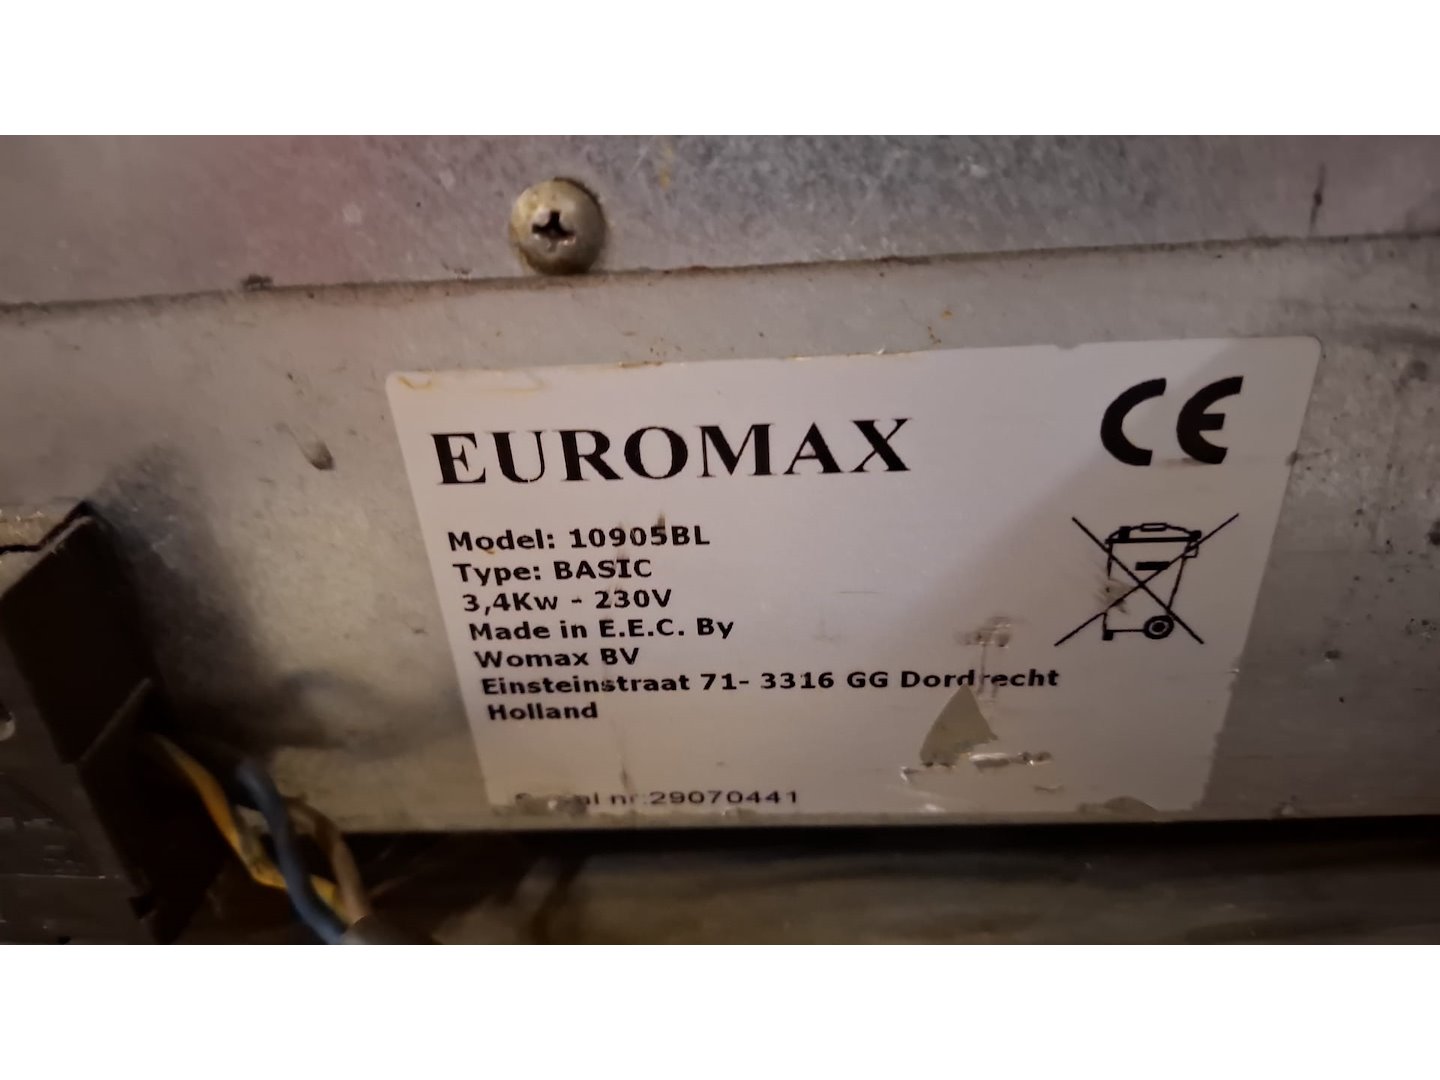 EUROMAX
CE
Model: 10905BL
Type: BASIC
3,4Kw - 230V
Made in E.E.C. By
Womax BV
Einsteinstraat 71- 3316 GG Dordrecht
Holland
Serial nr:29070441